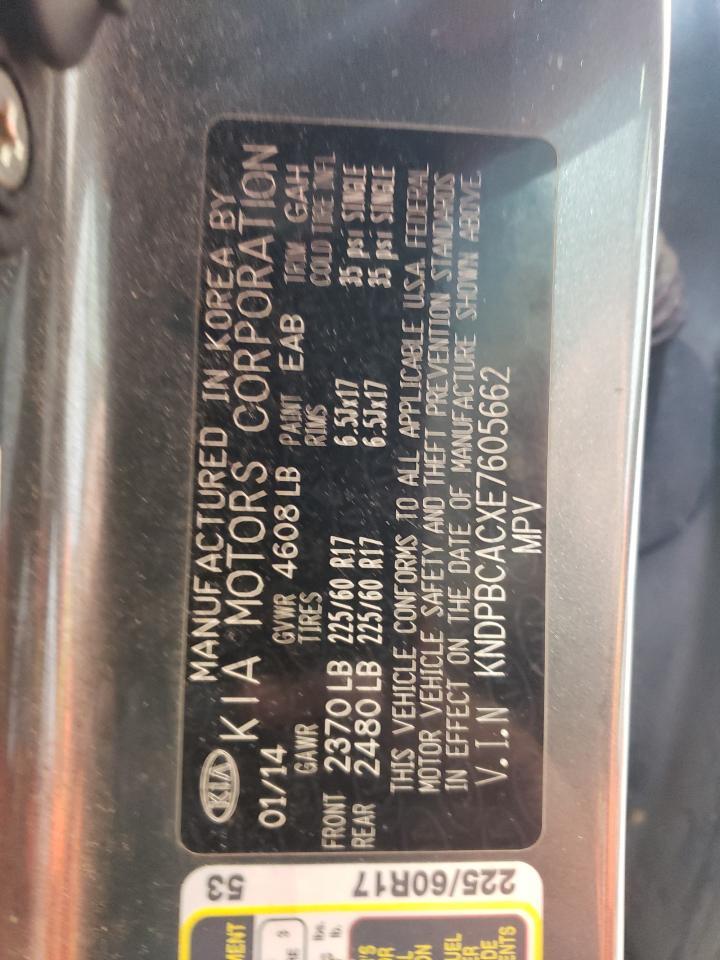 KIA MANUFACTURED IN KOREA BY
KIA MOTORS CORPORATION
01/14 GVWR 4608 LB PAINT EAB TRIM GAH
GAWR TIRES RIMS COLD TIRE INFL
FRONT 2370 LB 225/60 R17 6.5Jx17 35 psi SINGLE
REAR 2480 LB 225/60 R17 6.5Jx17 35 psi SINGLE
THIS VEHICLE CONFORMS TO ALL APPLICABLE U.S.A. FEDERAL
MOTOR VEHICLE SAFETY AND THEFT PREVENTION STANDARDS
IN EFFECT ON THE DATE OF MANUFACTURE SHOWN ABOVE.
V.I.N KNDPBCACXE7605662
MPV
225/60R17
53